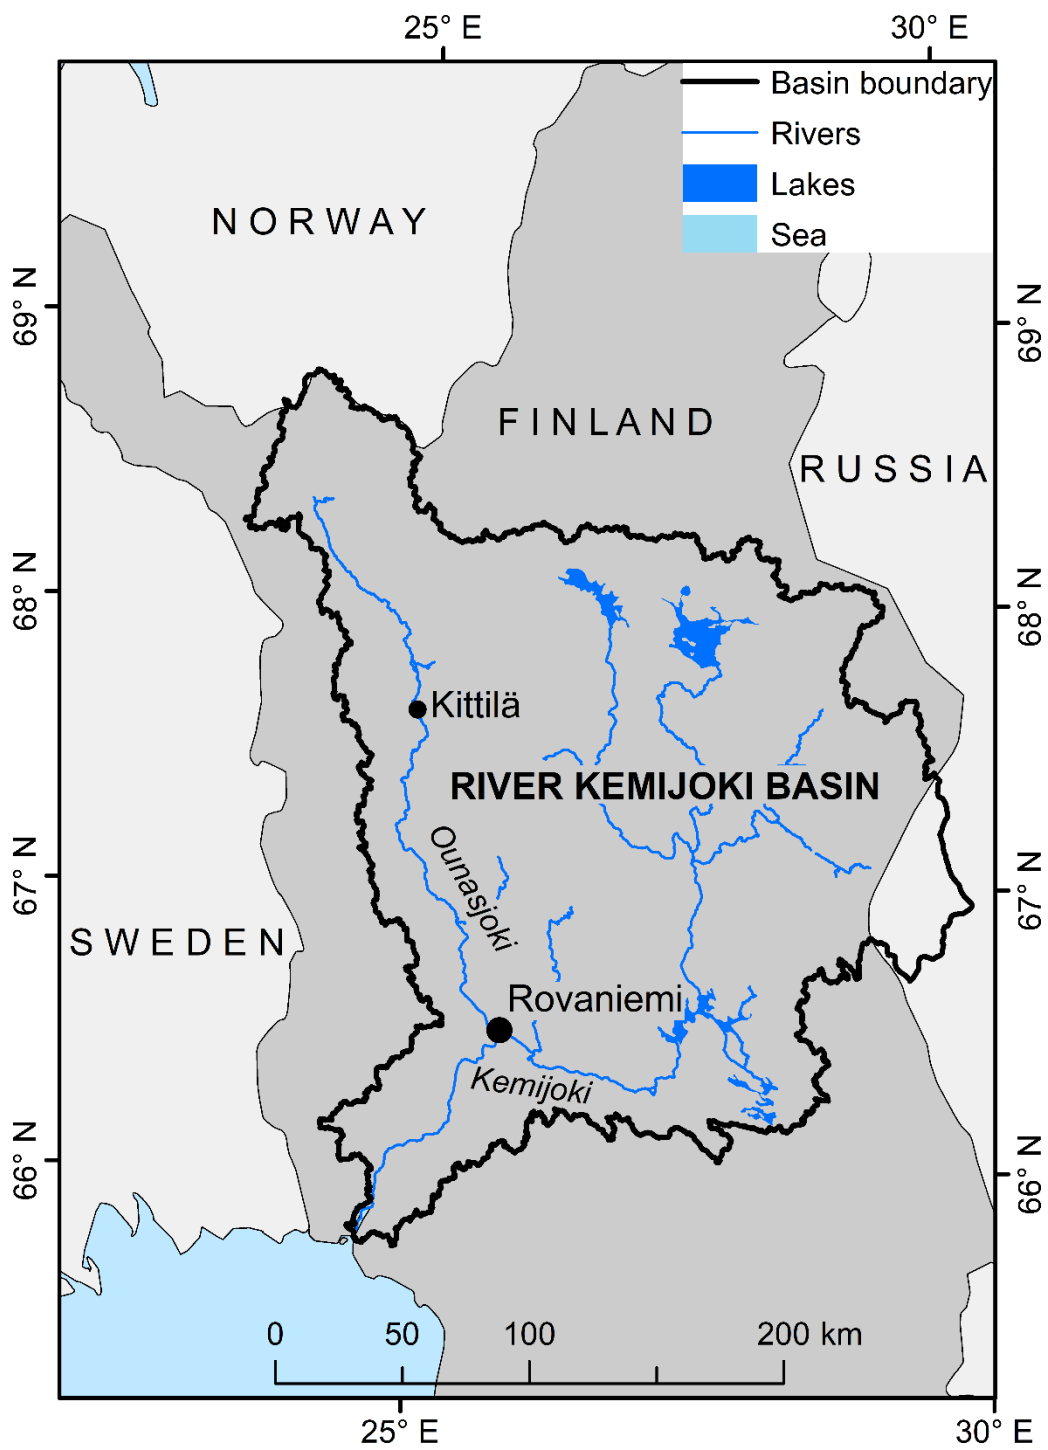 25° E
30° E
Basin boundary
Rivers
Lakes
Sea
NORWAY
69° N
69° N
FINLAND
RUSSIA
68° N
68° N
Kittilä
RIVER KEMIJOKI BASIN
Ounasjoki
67° N
67° N
SWEDEN
Rovaniemi
Kemijoki
66° N
66° N
0
50
100
200 km
25° E
30° E